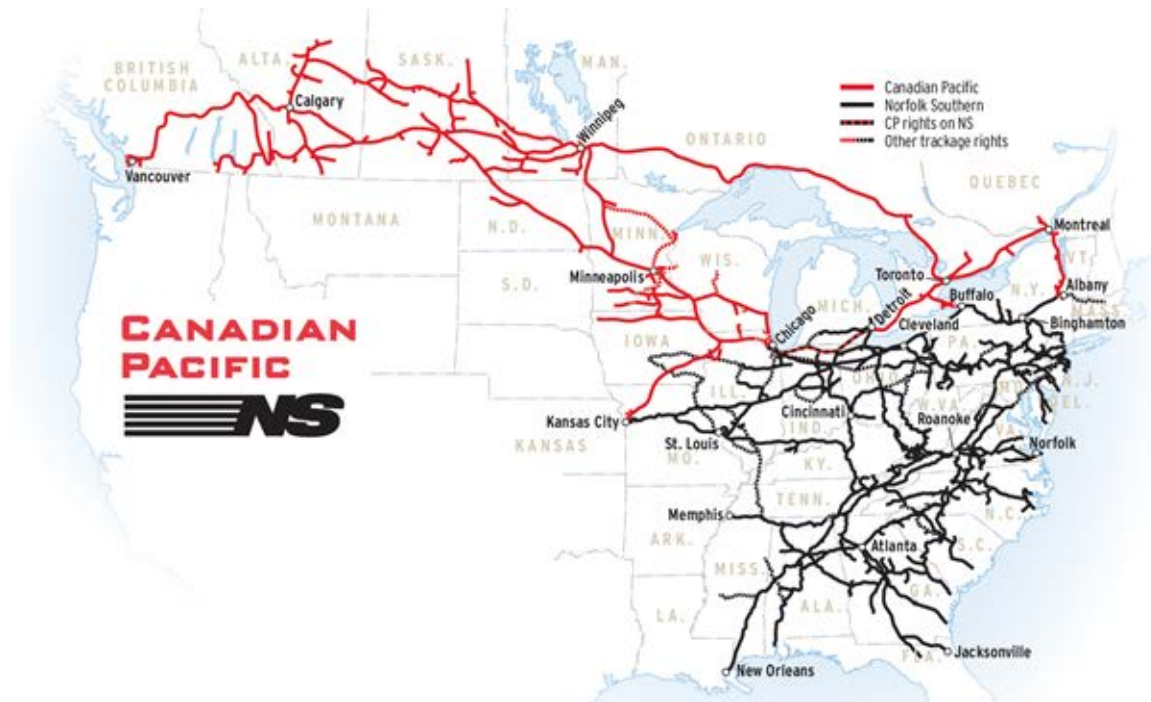 BRITISH
COLUMBIA
ALTA.
SASK.
MAN.
Calgary
Winnipeg
Vancouver
Canadian Pacific
Norfolk Southern
CP rights on NS
Other trackage rights
ONTARIO
QUEBEC
MONTANA
N.D.
MINN.
S.D.
Minneapolis
WIS.
Montreal
VT.
Toronto
Buffalo
N.Y.
Albany
MASS.
MICH.
Detroit
Chicago
Cleveland
Binghamton
CANADIAN
PACIFIC
NS
IOWA
PA.
N.J.
OHIO
MD.
DEL.
ILL.
Cincinnati
IND.
W.VA.
Roanoke
VA.
Kansas City
St. Louis
Norfolk
KANSAS
MO.
KY.
TENN.
Memphis
N.C.
ARK.
Atlanta
S.C.
MISS.
GA.
ALA.
LA.
Jacksonville
FLA.
New Orleans